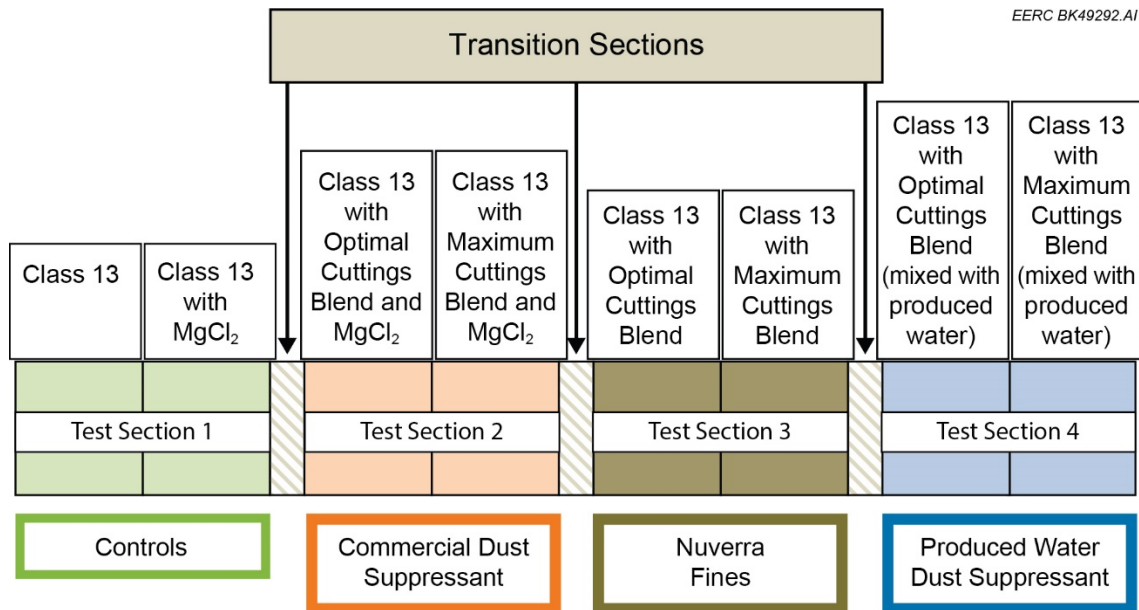 EERC BK49292.AI
Transition Sections
Class 13
Class 13
with
MgCl₂
Class 13
with
Optimal
Cuttings
Blend and
MgCl₂
Class 13
with
Maximum
Cuttings
Blend and
MgCl₂
Class 13
with
Optimal
Cuttings
Blend
Class 13
with
Maximum
Cuttings
Blend
Class 13
with
Optimal
Cuttings
Blend
(mixed with
produced
water)
Class 13
with
Maximum
Cuttings
Blend
(mixed with
produced
water)
Test Section 1
Test Section 2
Test Section 3
Test Section 4
Controls
Commercial Dust
Suppressant
Nuverra
Fines
Produced Water
Dust Suppressant